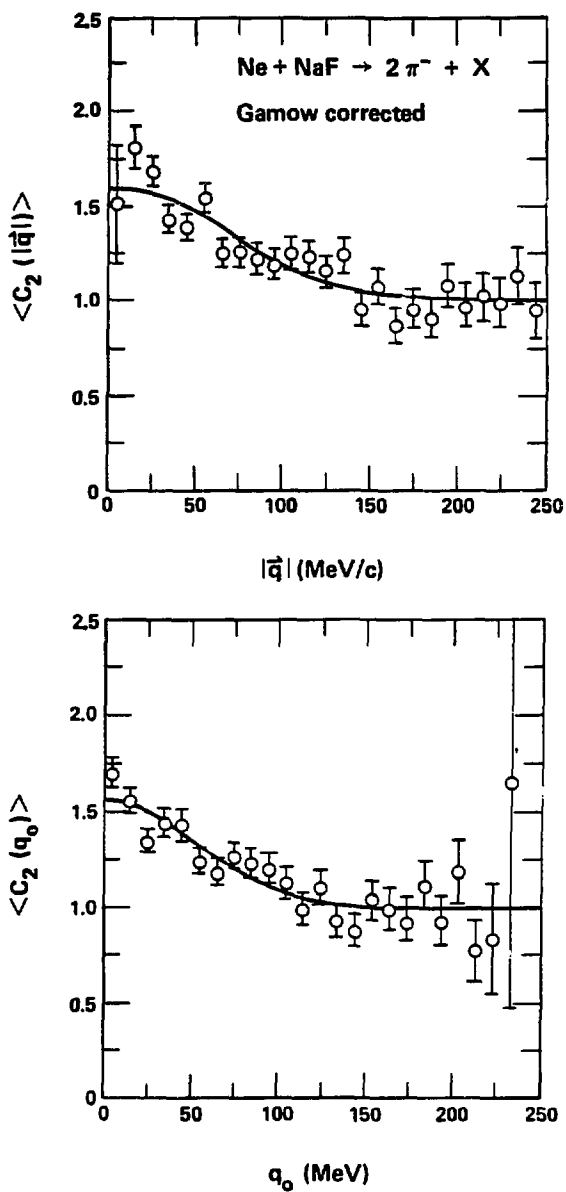 2.5
Ne + NaF → 2 π⁻ + X
2.0
Gamow corrected
1.5
1.0
0.5
0
0 50 100 150 200 250
<C₂ (|q⃗|)>
|q⃗| (MeV/c)
2.5
2.0
1.5
1.0
0.5
0
0 50 100 150 200 250
<C₂ (q₀)>
q₀ (MeV)